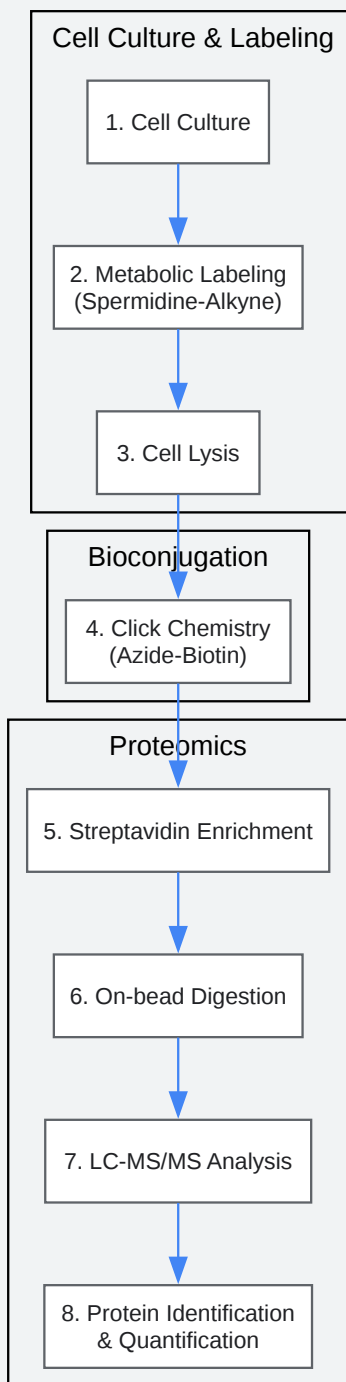 Cell Culture & Labeling
1. Cell Culture
2. Metabolic Labeling
(Spermidine-Alkyne)
3. Cell Lysis
Bioconjugation
4. Click Chemistry
(Azide-Biotin)
Proteomics
5. Streptavidin Enrichment
6. On-bead Digestion
7. LC-MS/MS Analysis
8. Protein Identification
& Quantification